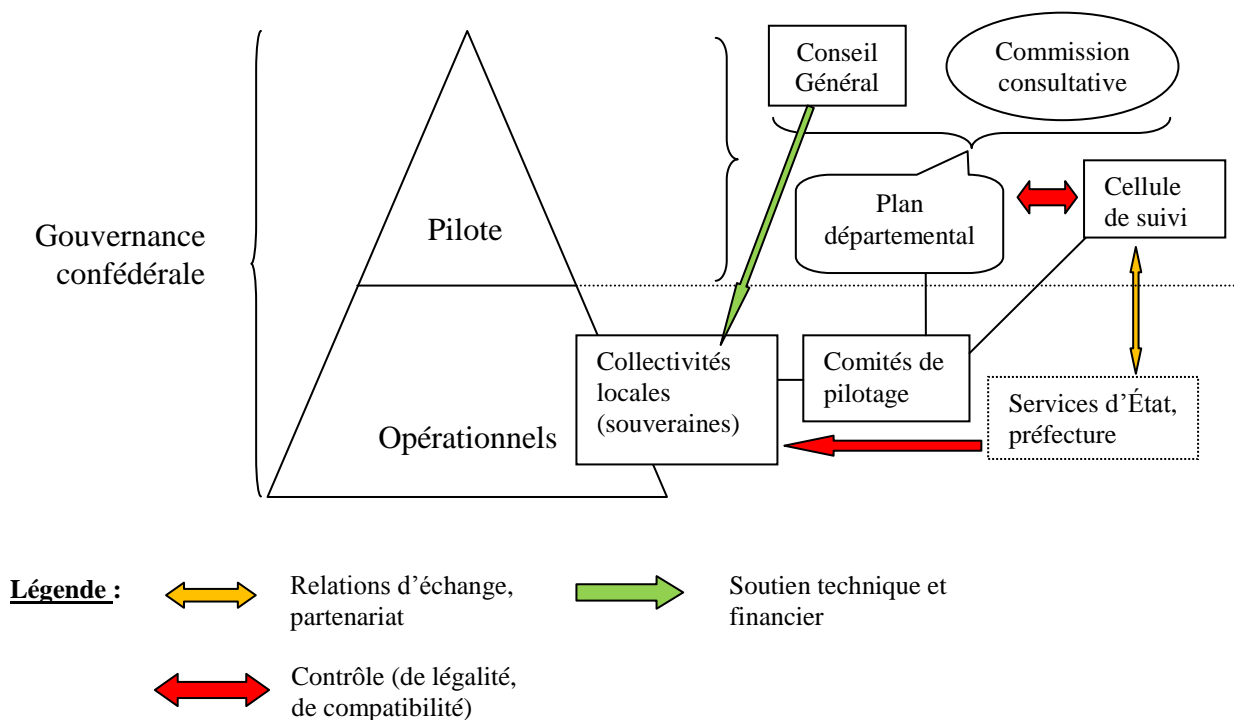 Conseil
Général
Commission
consultative
Gouvernance
confédérale
Pilote
Plan
départemental
Cellule
de suivi
Opérationnels
Collectivités
locales
(souveraines)
Comités de
pilotage
Services d’État,
préfecture
Légende :
Relations d’échange,
partenariat
Soutien technique et
financier
Contrôle (de légalité,
de compatibilité)